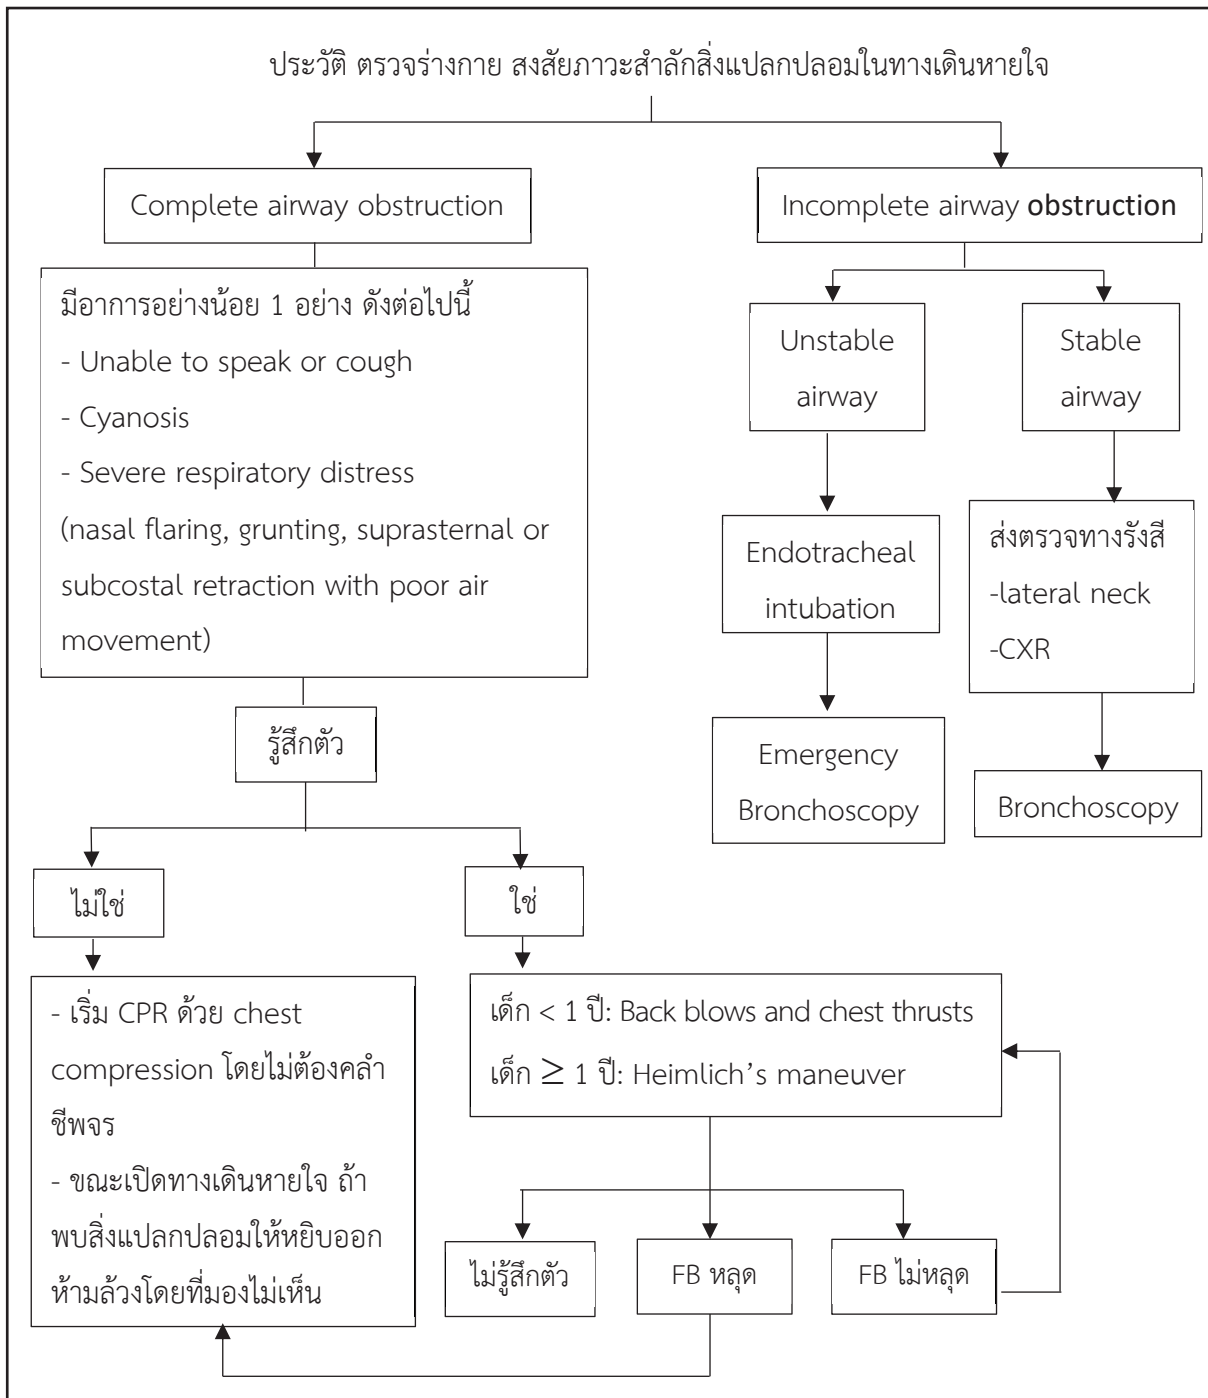 ประวัติ ตรวจร่างกาย สงสัยภาวะสำลักสิ่งแปลกปลอมในทางเดินหายใจ
Complete airway obstruction
Incomplete airway obstruction
มีอาการอย่างน้อย 1 อย่าง ดังต่อไปนี้
- Unable to speak or cough
- Cyanosis
- Severe respiratory distress
(nasal flaring, grunting, suprasternal or
subcostal retraction with poor air
movement)
Unstable
airway
Stable
airway
Endotracheal
intubation
ส่งตรวจทางรังสี
-lateral neck
-CXR
Emergency
Bronchoscopy
Bronchoscopy
รู้สึกตัว
ไม่ใช่
ใช่
- เริ่ม CPR ด้วย chest
compression โดยไม่ต้องคลำ
ชีพจร
- ขณะเปิดทางเดินหายใจ ถ้า
พบสิ่งแปลกปลอมให้หยิบออก
ห้ามล้วงโดยที่มองไม่เห็น
เด็ก < 1 ปี: Back blows and chest thrusts
เด็ก ≥ 1 ปี: Heimlich’s maneuver
ไม่รู้สึกตัว
FB หลุด
FB ไม่หลุด